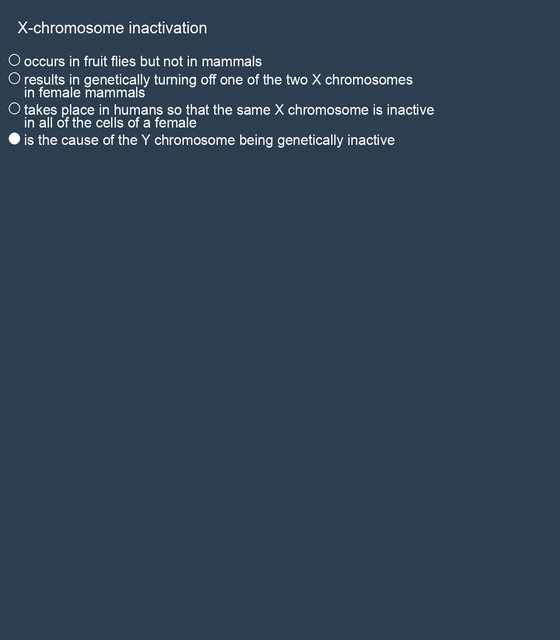 X-chromosome inactivation
occurs in fruit flies but not in mammals
results in genetically turning off one of the two X chromosomes
in female mammals
takes place in humans so that the same X chromosome is inactive
in all of the cells of a female
is the cause of the Y chromosome being genetically inactive